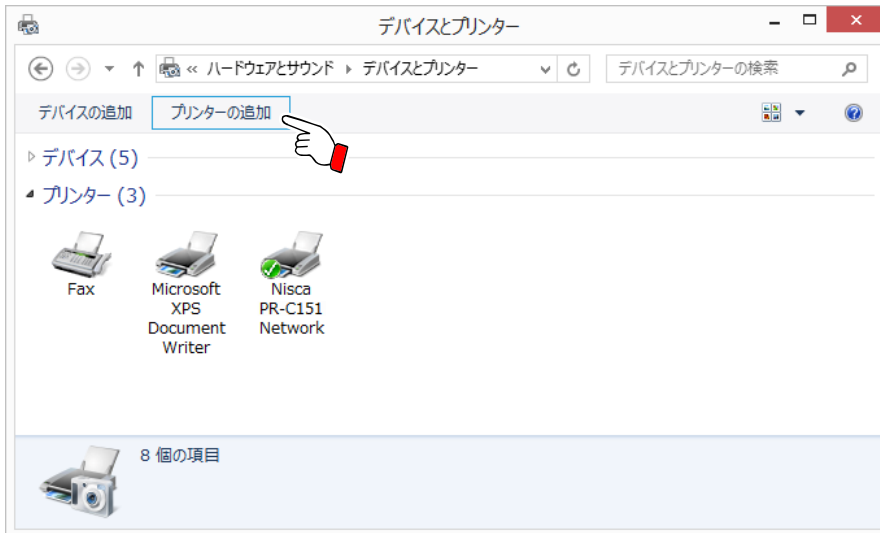 デバイスとプリンター
« ハードウェアとサウンド デバイスとプリンター デバイスとプリンターの検索
デバイスの追加 プリンターの追加
デバイス (5)
プリンター (3)
Fax
Microsoft
XPS
Document
Writer
Nisca
PR-C151
Network
8 個の項目